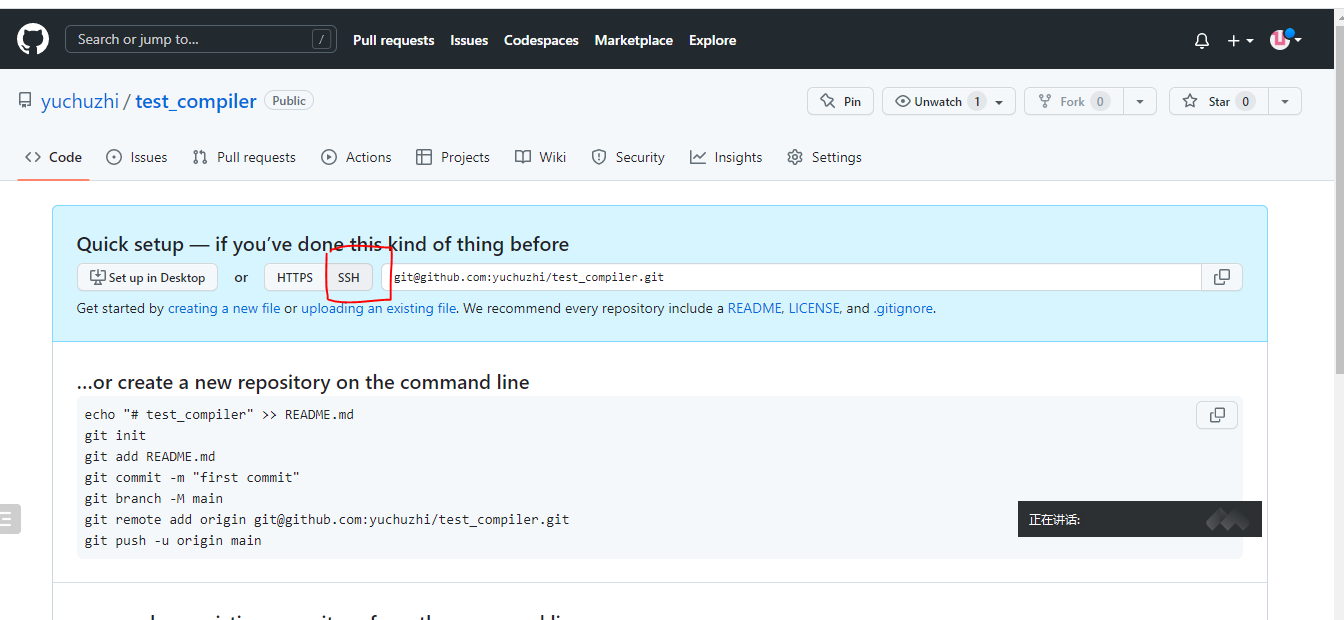 Search or jump to... / Pull requests Issues Codespaces Marketplace Explore
yuchuzhi / test_compiler Public Pin Unwatch 1 Fork 0 Star 0
Code Issues Pull requests Actions Projects Wiki Security Insights Settings
Quick setup — if you’ve done this kind of thing before
Set up in Desktop or HTTPS SSH git@github.com:yuchuzhi/test_compiler.git
Get started by creating a new file or uploading an existing file. We recommend every repository include a README, LICENSE, and .gitignore.
…or create a new repository on the command line
echo "# test_compiler" >> README.md
git init
git add README.md
git commit -m "first commit"
git branch -M main
git remote add origin git@github.com:yuchuzhi/test_compiler.git
正在讲话:
git push -u origin main